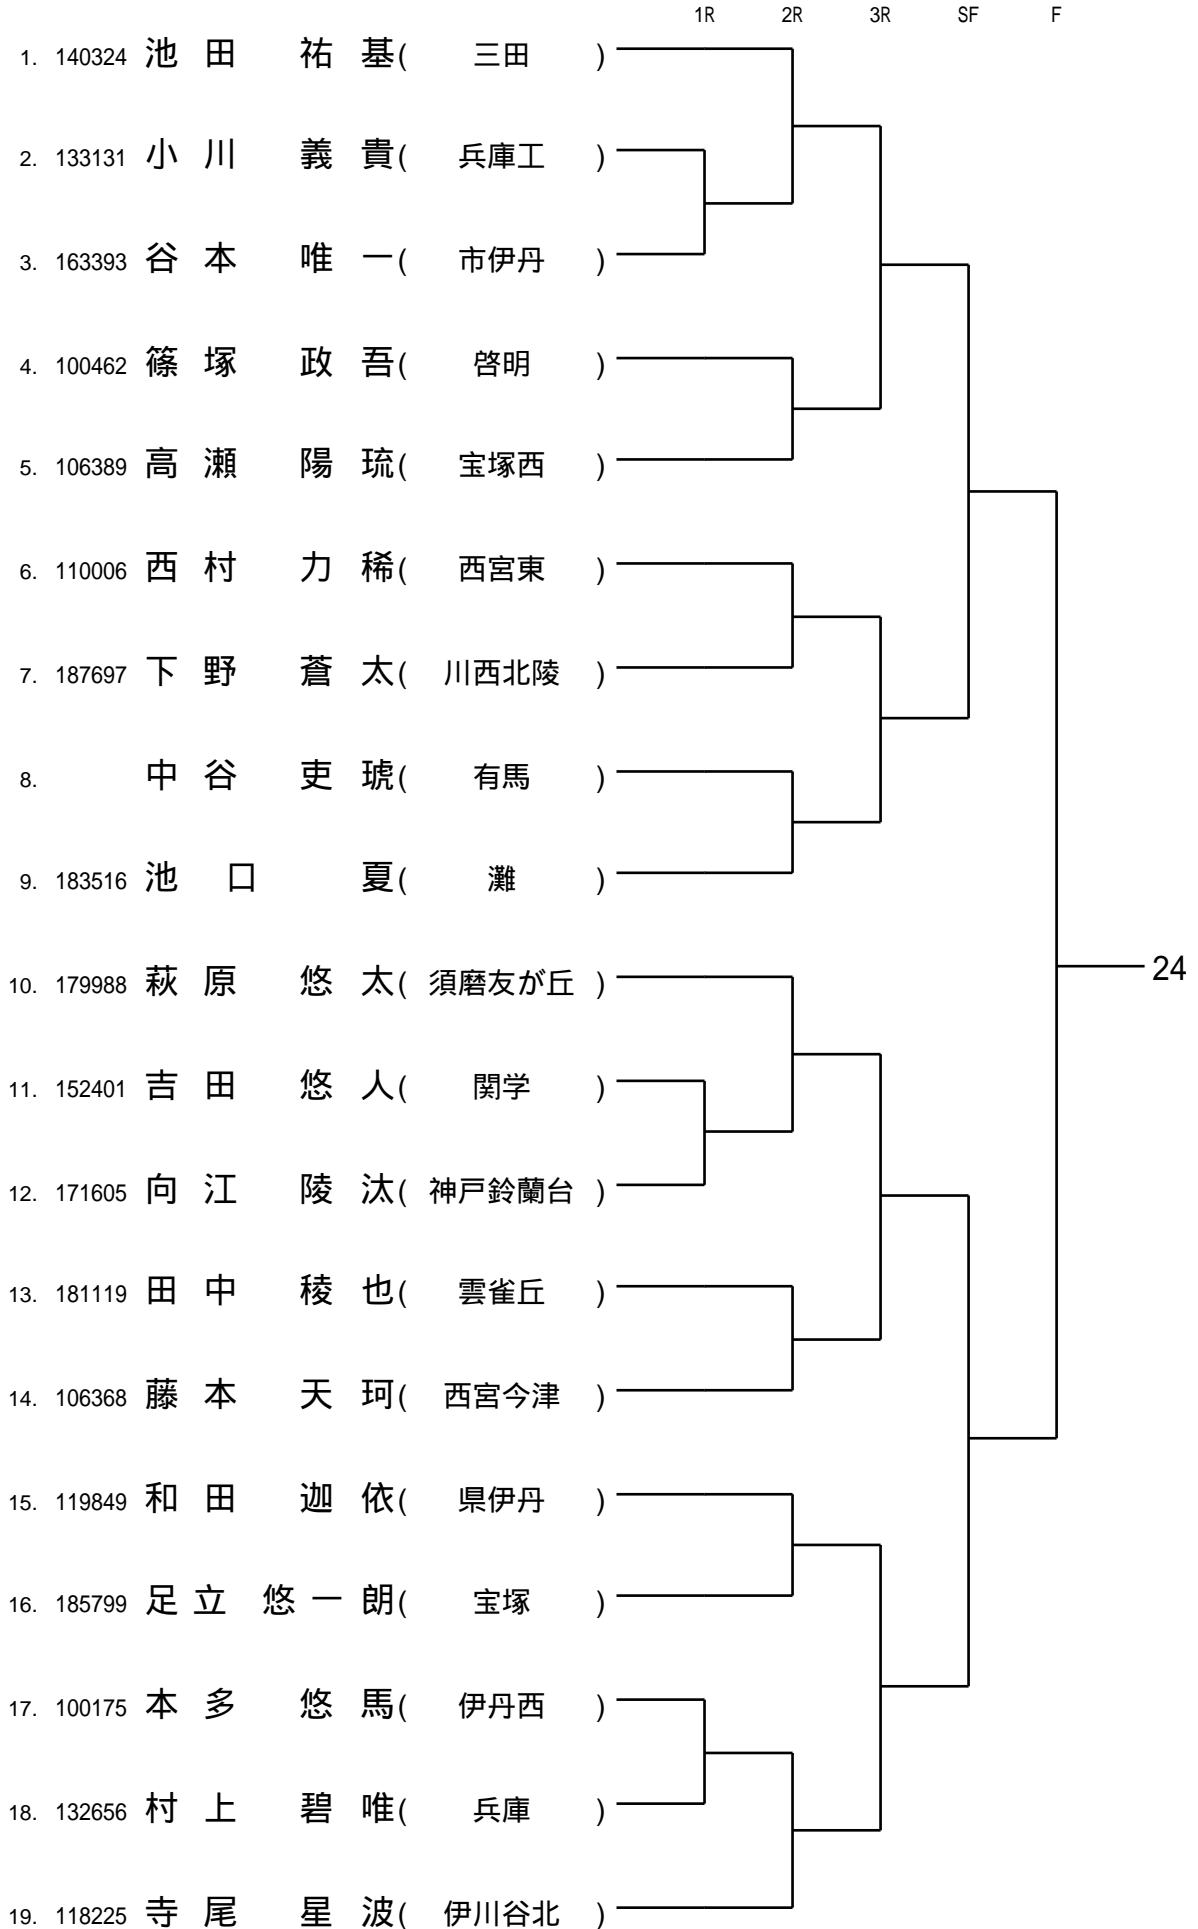 1R 2R 3R SF F
1. 140324 池田 祐基( 三田 )
2. 133131 小川 義貴( 兵庫工 )
3. 163393 谷本 唯一( 市伊丹 )
4. 100462 篠塚 政吾( 啓明 )
5. 106389 高瀬 陽琉( 宝塚西 )
6. 110006 西村 力稀( 西宮東 )
7. 187697 下野 蒼太( 川西北陵 )
8. 中谷 吏琥( 有馬 )
9. 183516 池口 夏( 灘 )
24
10. 179988 萩原 悠太( 須磨友が丘 )
11. 152401 吉田 悠人( 関学 )
12. 171605 向江 陵汰( 神戸鈴蘭台 )
13. 181119 田中 稜也( 雲雀丘 )
14. 106368 藤本 天珂( 西宮今津 )
15. 119849 和田 迦依( 県伊丹 )
16. 185799 足立 悠一朗( 宝塚 )
17. 100175 本多 悠馬( 伊丹西 )
18. 132656 村上 碧唯( 兵庫 )
19. 118225 寺尾 星波( 伊川谷北 )